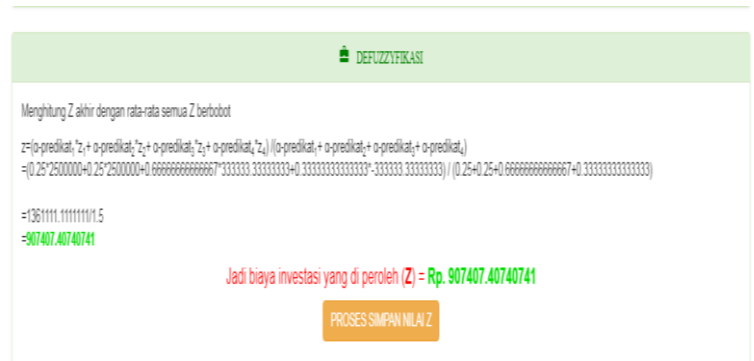 DEFUZZYFIKASI
Menghitung Z akhir dengan rata-rata semua Z berbobot
z=(α-predikat₁*z₁+ α-predikat₂*z₂+ α-predikat₃*z₃+ α-predikat₄*z₄) /(α-predikat₁+ α-predikat₂+ α-predikat₃+ α-predikat₄)
=(0.25*2500000+0.25*2500000+0.66666666666667*333333.33333333+0.33333333333333*-333333.33333333) / (0.25+0.25+0.66666666666667+0.33333333333333)
=1361111.1111111/1.5
=907407.40740741
Jadi biaya investasi yang di peroleh (Z) = Rp. 907407.40740741
PROSES SIMPAN NILAI Z